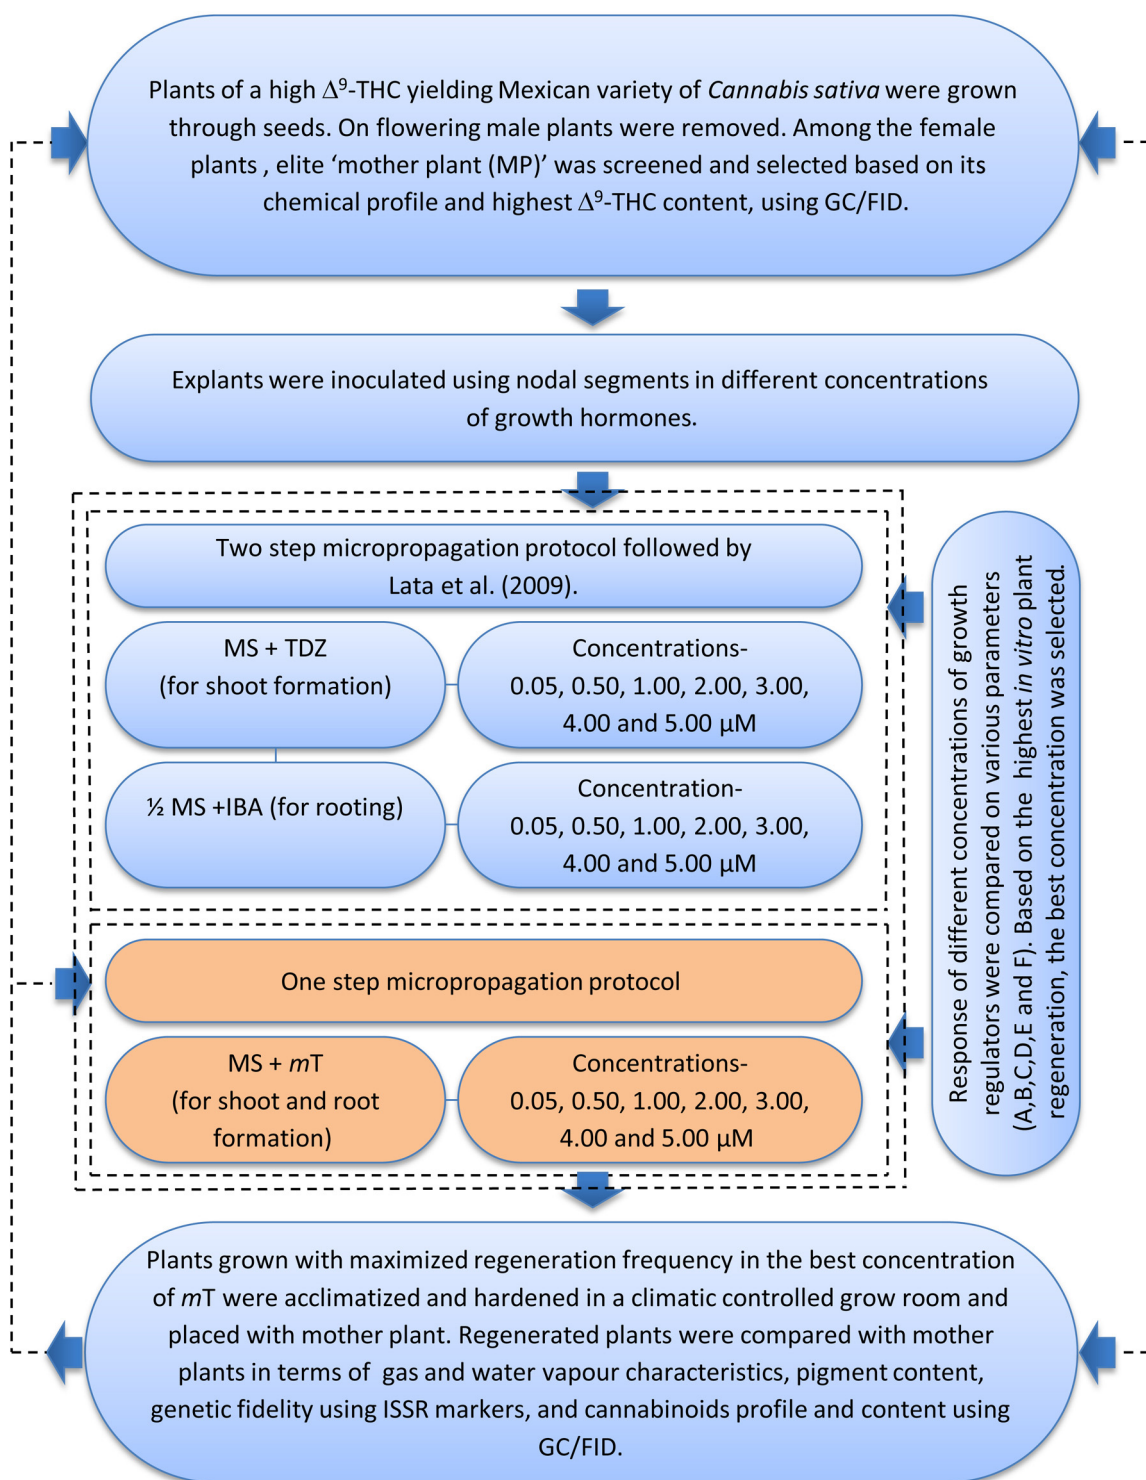 Plants of a high Δ⁹-THC yielding Mexican variety of Cannabis sativa were grown
through seeds. On flowering male plants were removed. Among the female
plants , elite ‘mother plant (MP)’ was screened and selected based on its
chemical profile and highest Δ⁹-THC content, using GC/FID.
Explants were inoculated using nodal segments in different concentrations
of growth hormones.
Two step micropropagation protocol followed by
Lata et al. (2009).
MS + TDZ
(for shoot formation)
Concentrations-
0.05, 0.50, 1.00, 2.00, 3.00,
4.00 and 5.00 µM
½ MS +IBA (for rooting)
Concentration-
0.05, 0.50, 1.00, 2.00, 3.00,
4.00 and 5.00 µM
One step micropropagation protocol
MS + mT
(for shoot and root
formation)
Concentrations-
0.05, 0.50, 1.00, 2.00, 3.00,
4.00 and 5.00 µM
Response of different concentrations of growth
regulators were compared on various parameters
(A,B,C,D,E and F). Based on the highest in vitro plant
regeneration, the best concentration was selected.
Plants grown with maximized regeneration frequency in the best concentration
of mT were acclimatized and hardened in a climatic controlled grow room and
placed with mother plant. Regenerated plants were compared with mother
plants in terms of gas and water vapour characteristics, pigment content,
genetic fidelity using ISSR markers, and cannabinoids profile and content using
GC/FID.